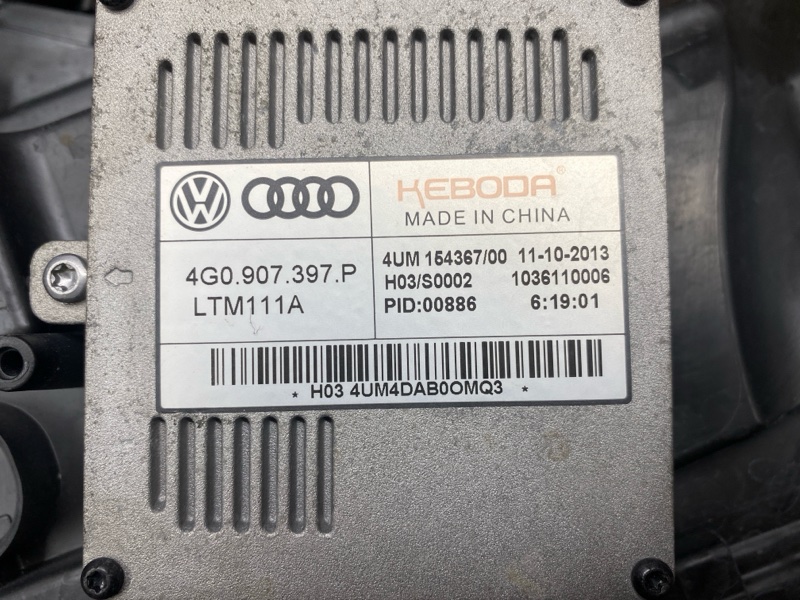 KEBODA
MADE IN CHINA
4G0.907.397.P
LTM111A
4UM 154367/00 11-10-2013
H03/S0002 1036110006
PID:00886 6:19:01
* H03 4UM4DAB0OMQ3 *